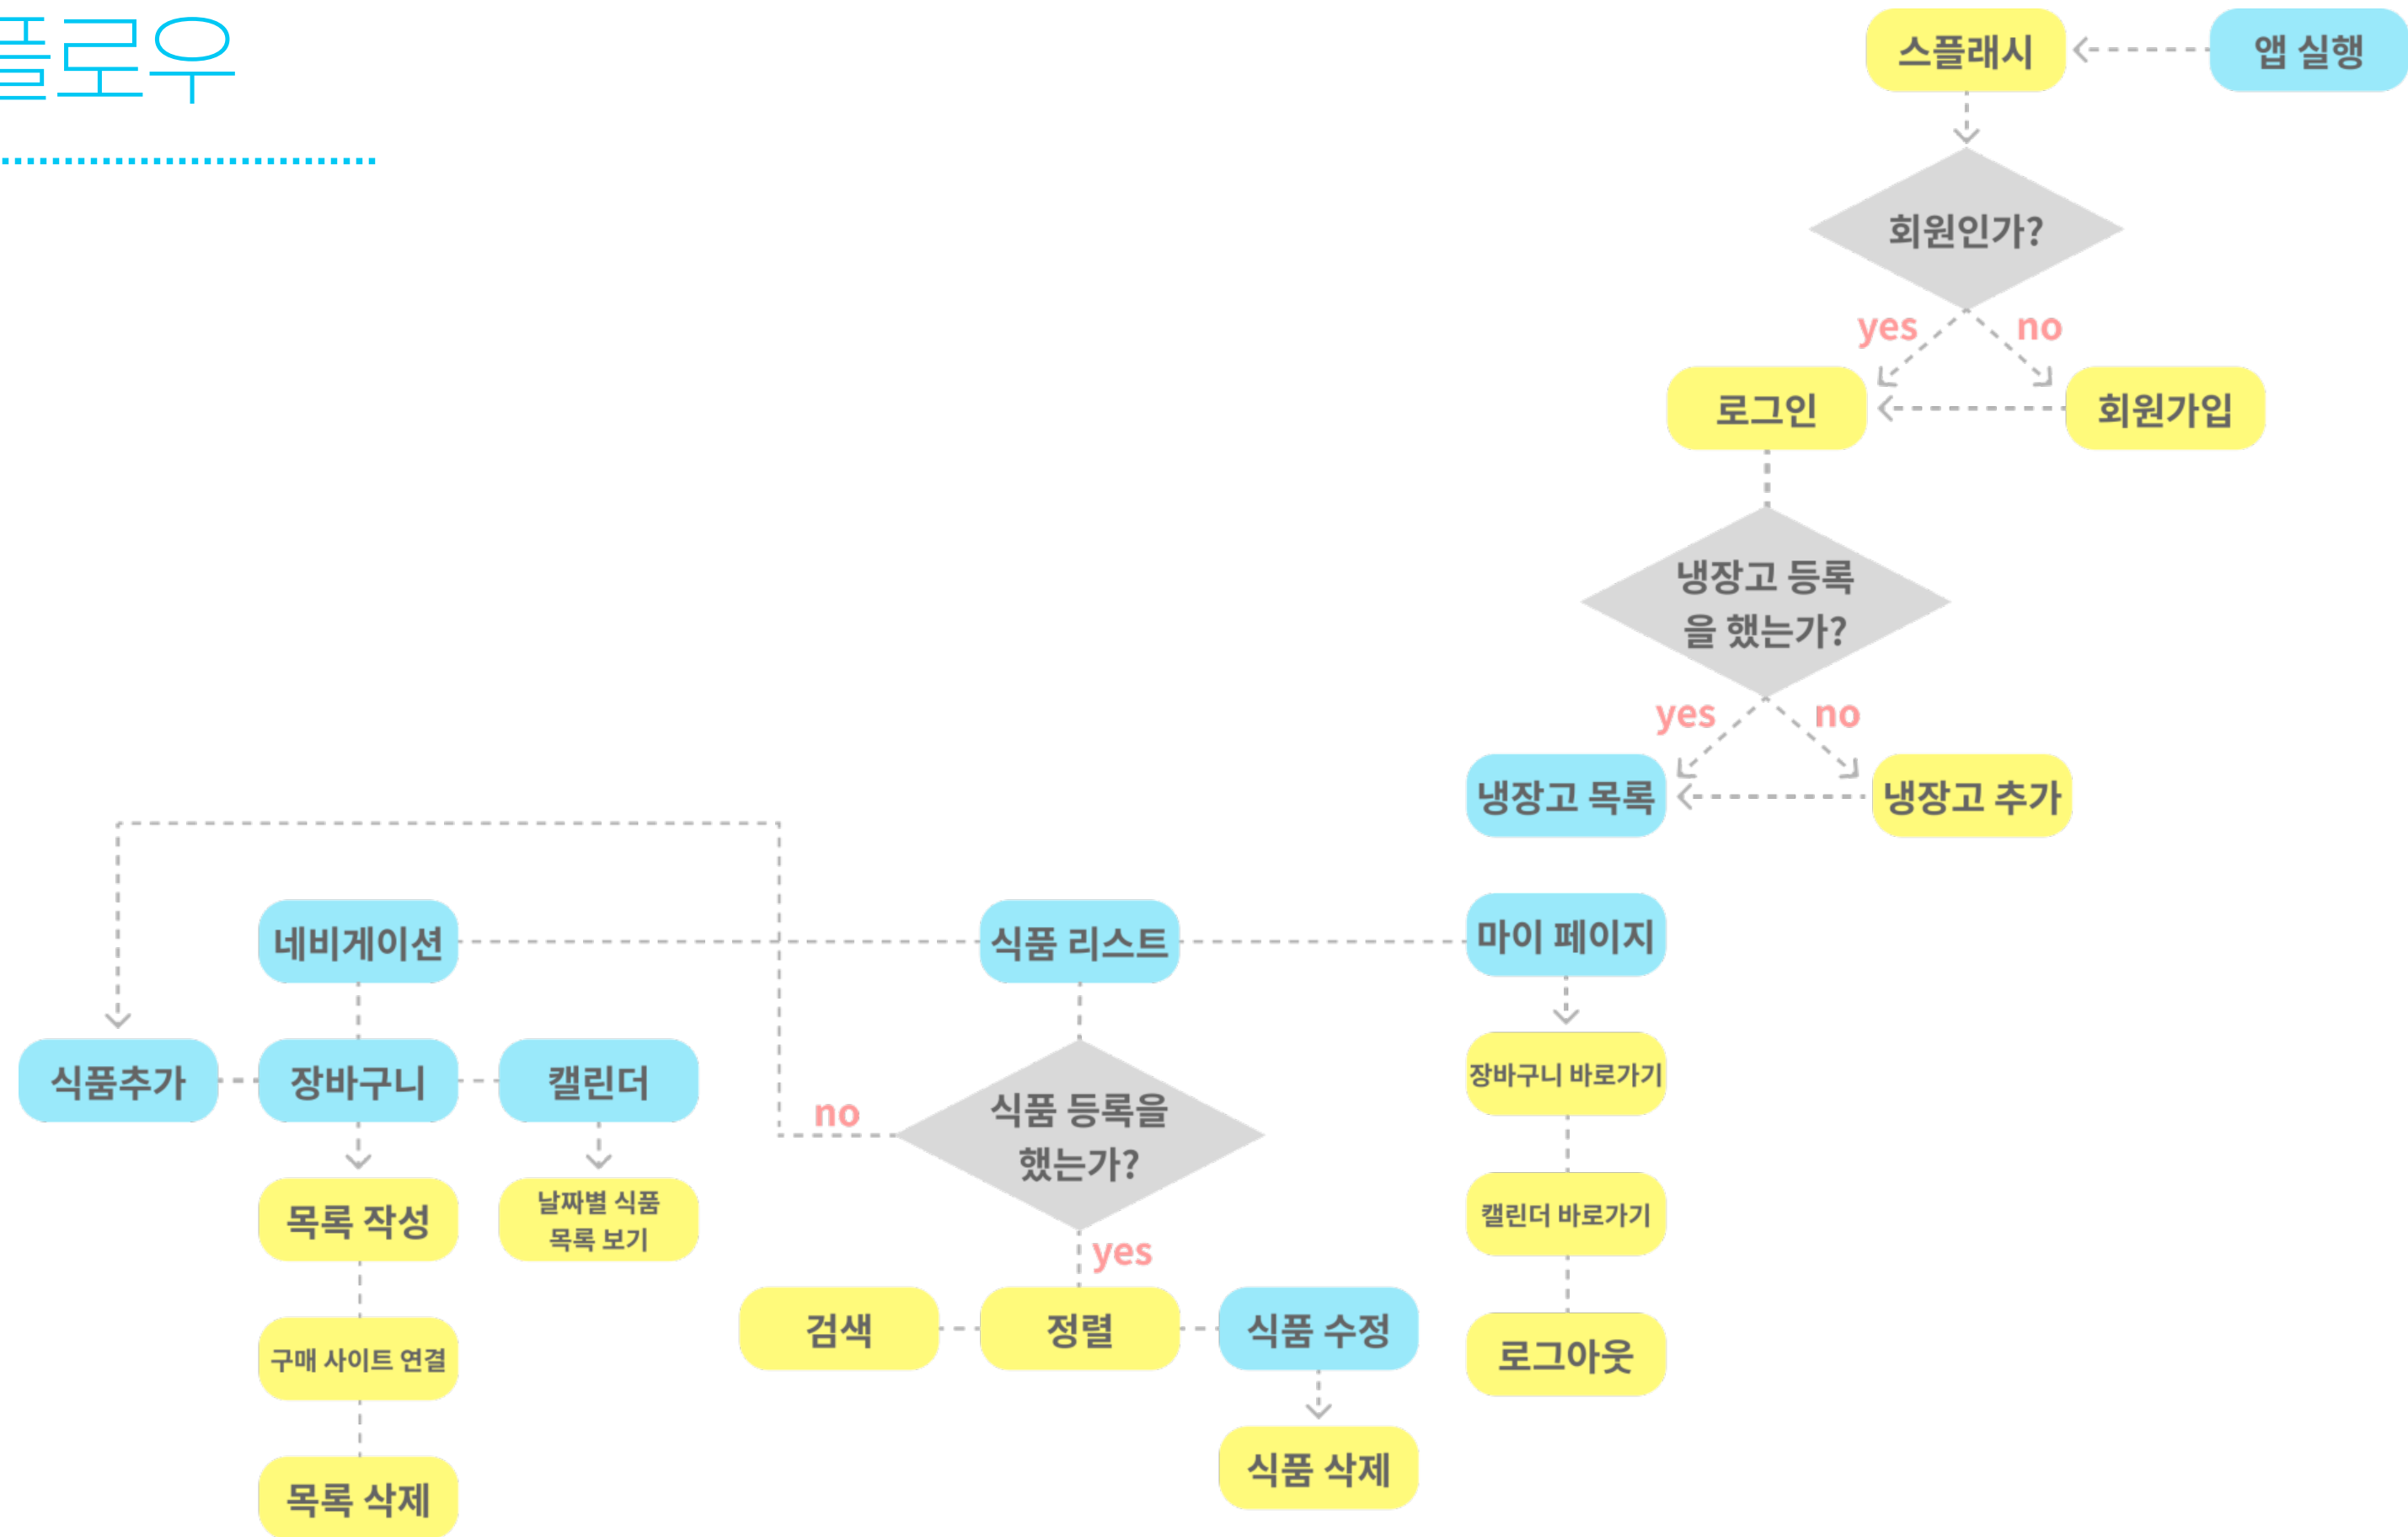 플로우
스플래시
앱 실행
회원인가?
yes
no
로그인
회원가입
냉장고 등록
을 했는가?
yes
no
냉장고 목록
냉장고 추가
네비게이션
식품 리스트
마이 페이지
식품추가
장바구니
캘린더
장바구니 바로가기
no
식품 등록을
했는가?
목록 작성
날짜별 식품
목록 보기
캘린더 바로가기
yes
검색
정렬
식품 수정
구매 사이트 연결
로그아웃
식품 삭제
목록 삭제